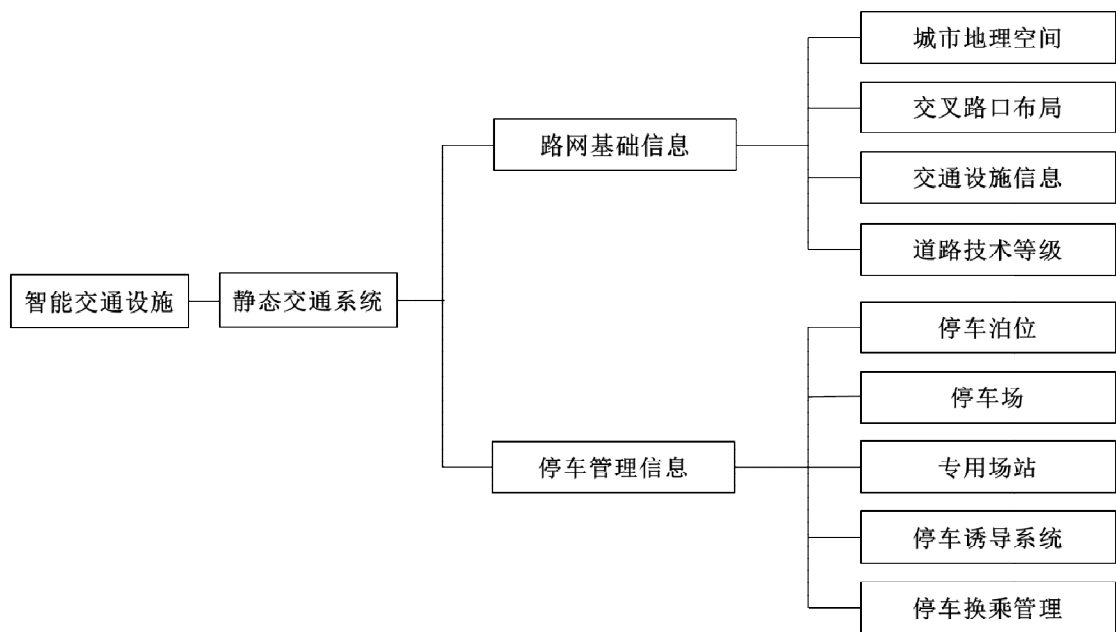 城市地理空间
交叉路口布局
路网基础信息
交通设施信息
道路技术等级
智能交通设施
静态交通系统
停车泊位
停车场
停车管理信息
专用场站
停车诱导系统
停车换乘管理